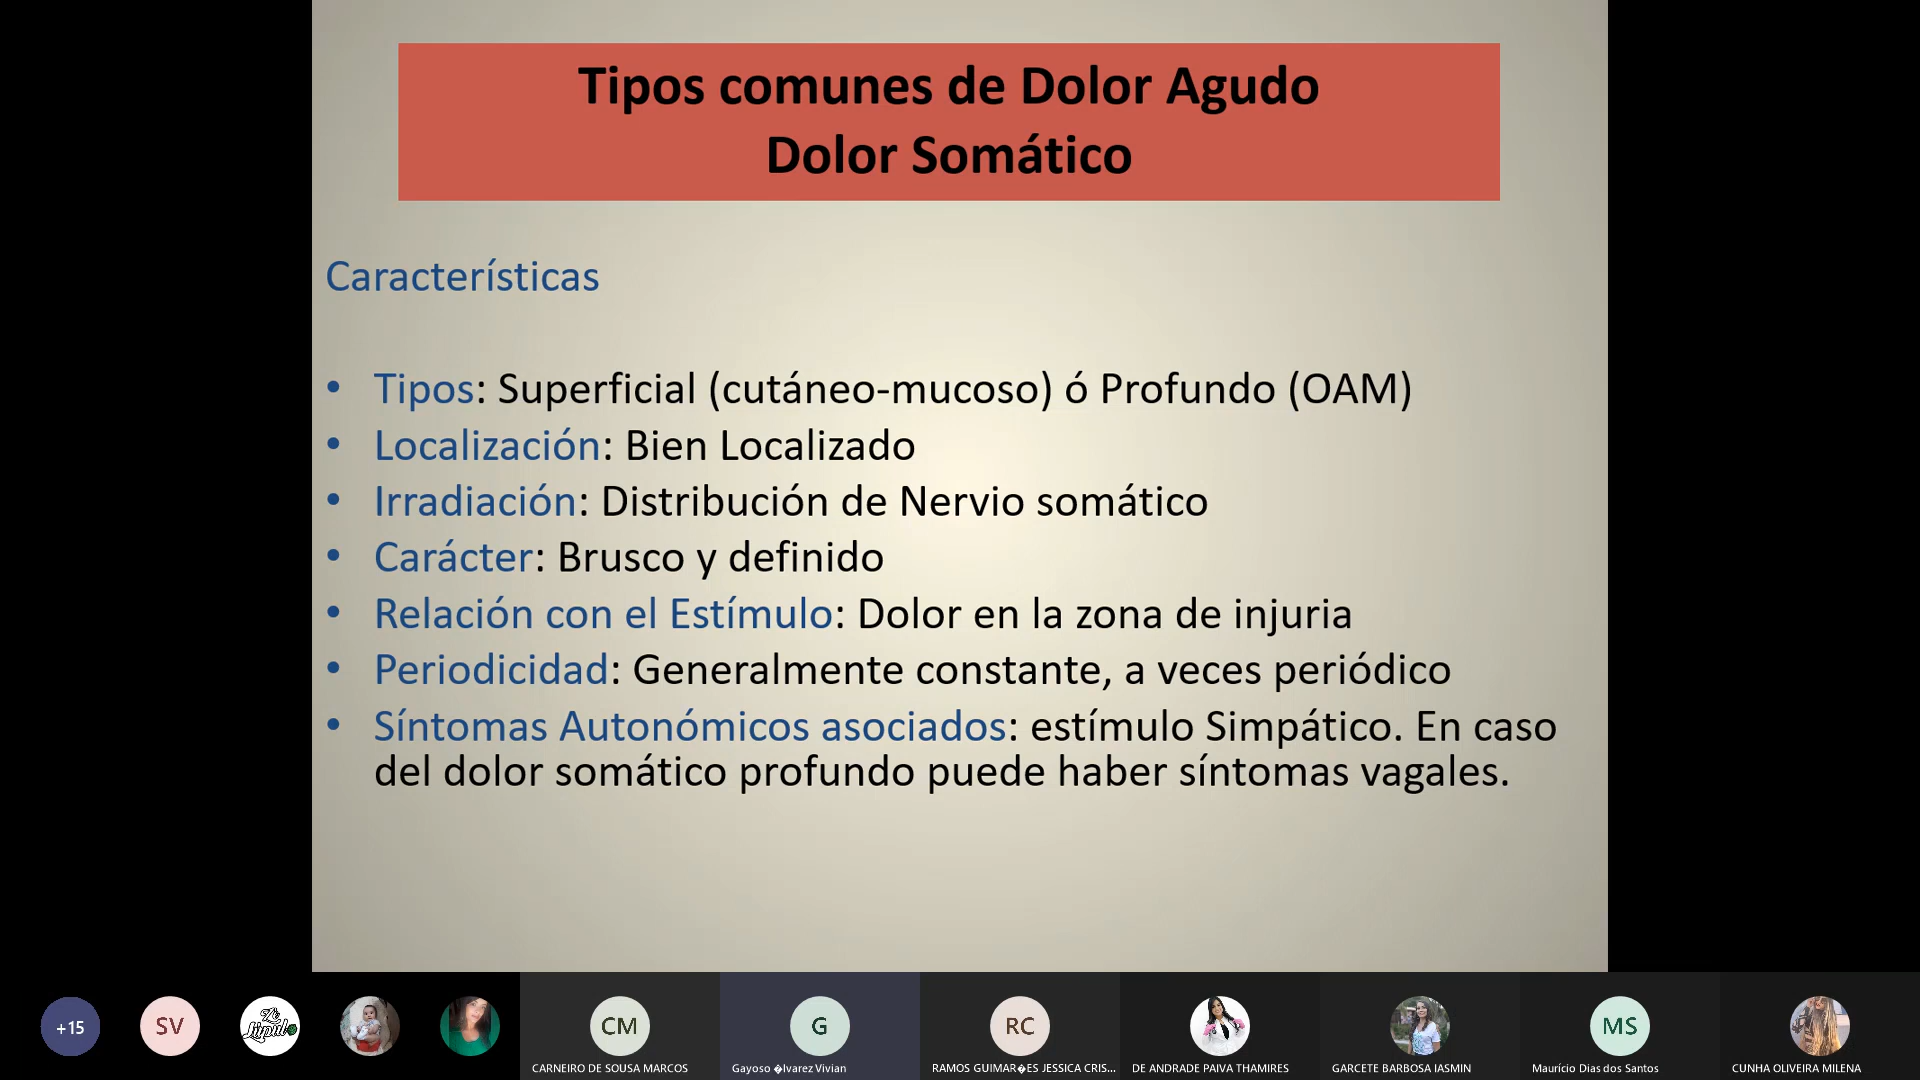 Tipos comunes de Dolor Agudo
Dolor Somático
Características
• Tipos: Superficial (cutáneo-mucoso) ó Profundo (OAM)
• Localización: Bien Localizado
• Irradiación: Distribución de Nervio somático
• Carácter: Brusco y definido
• Relación con el Estímulo: Dolor en la zona de injuria
• Periodicidad: Generalmente constante, a veces periódico
• Síntomas Autonómicos asociados: estímulo Simpático. En caso
del dolor somático profundo puede haber síntomas vagales.
+15
SV
CM
G
RC
MS
CARNEIRO DE SOUSA MARCOS
Gayoso �lvarez Vivian
RAMOS GUIMAR�ES JESSICA CRIS...
DE ANDRADE PAIVA THAMIRES
GARCETE BARBOSA IASMIN
Maurício Dias dos Santos
CUNHA OLIVEIRA MILENA